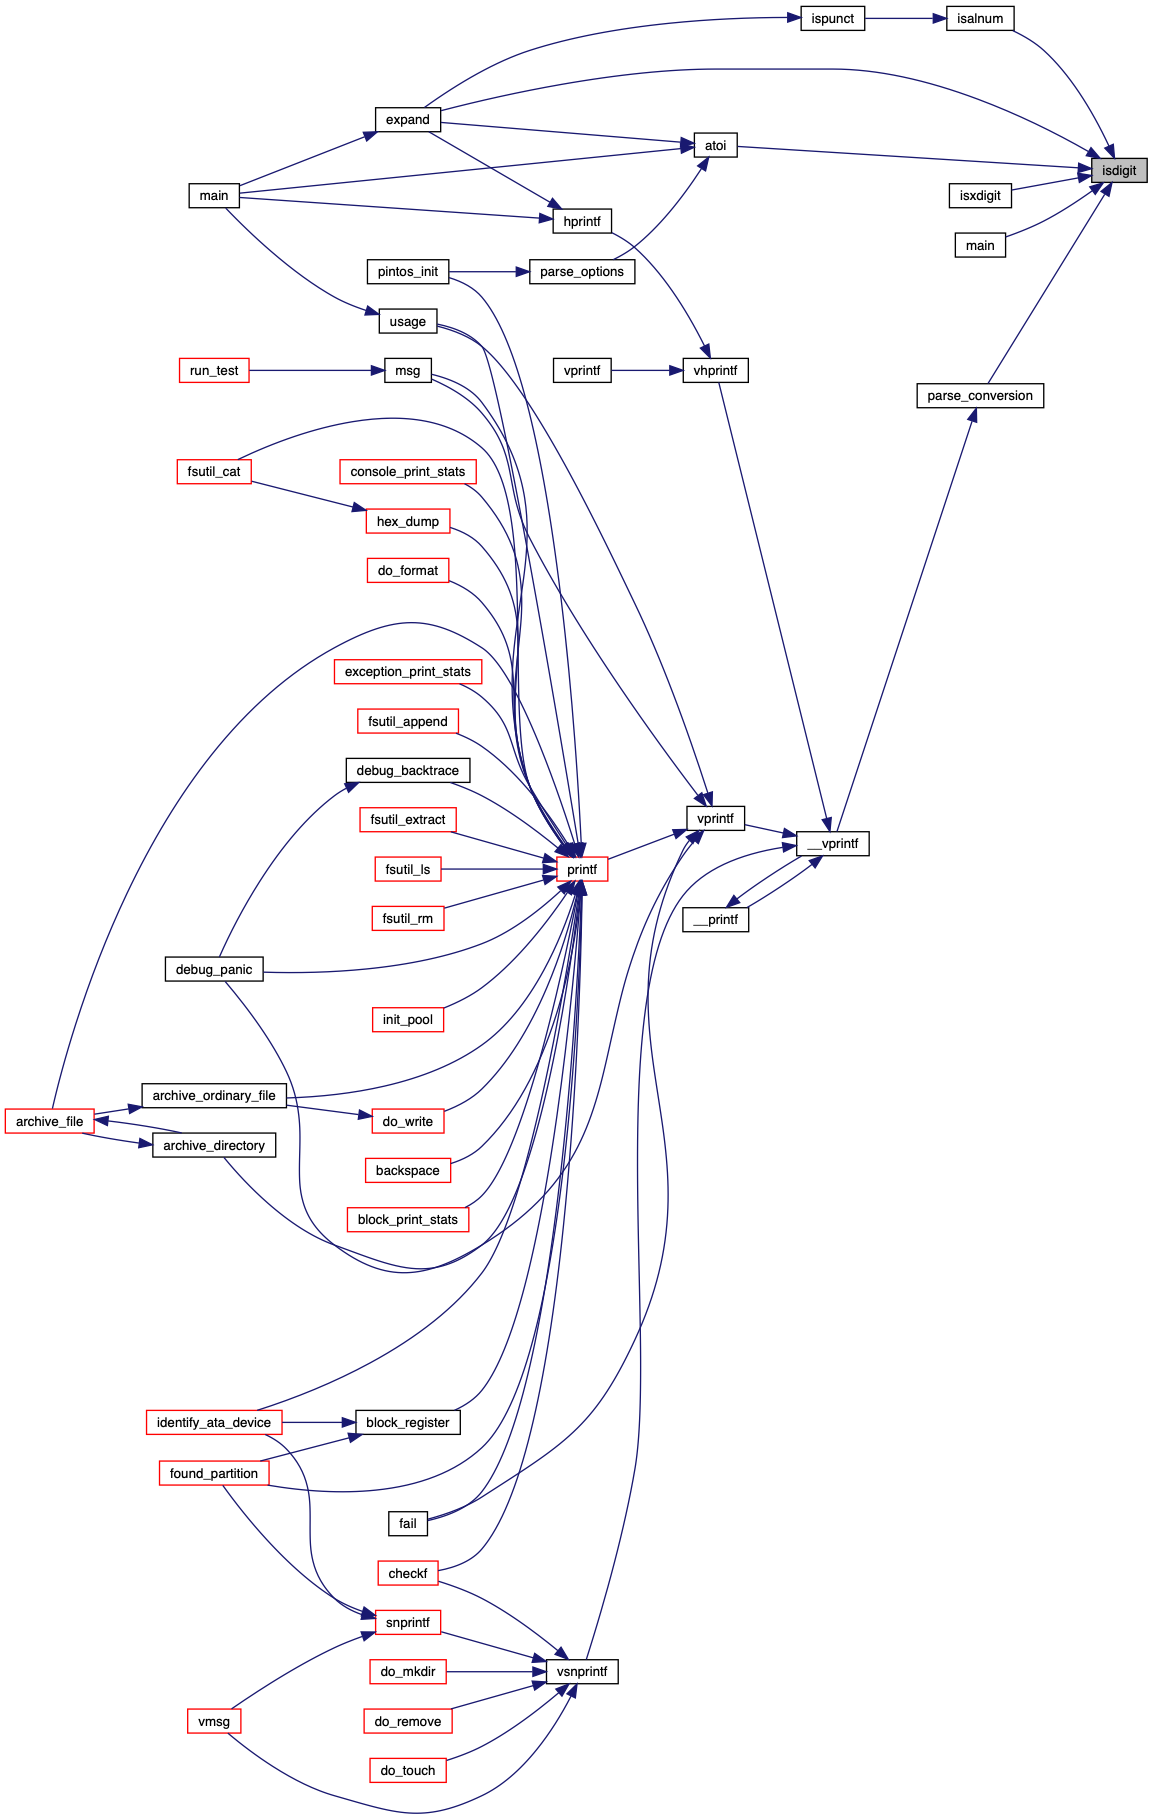 ispunct
isalnum
expand
atoi
isdigit
isxdigit
main
hprintf
main
pintos_init
parse_options
usage
run_test
msg
vprintf
vhprintf
parse_conversion
fsutil_cat
console_print_stats
hex_dump
do_format
exception_print_stats
fsutil_append
debug_backtrace
fsutil_extract
vprintf
__vprintf
fsutil_ls
printf
fsutil_rm
__printf
debug_panic
init_pool
archive_ordinary_file
archive_file
do_write
archive_directory
backspace
block_print_stats
identify_ata_device
block_register
found_partition
fail
checkf
snprintf
do_mkdir
vsnprintf
vmsg
do_remove
do_touch